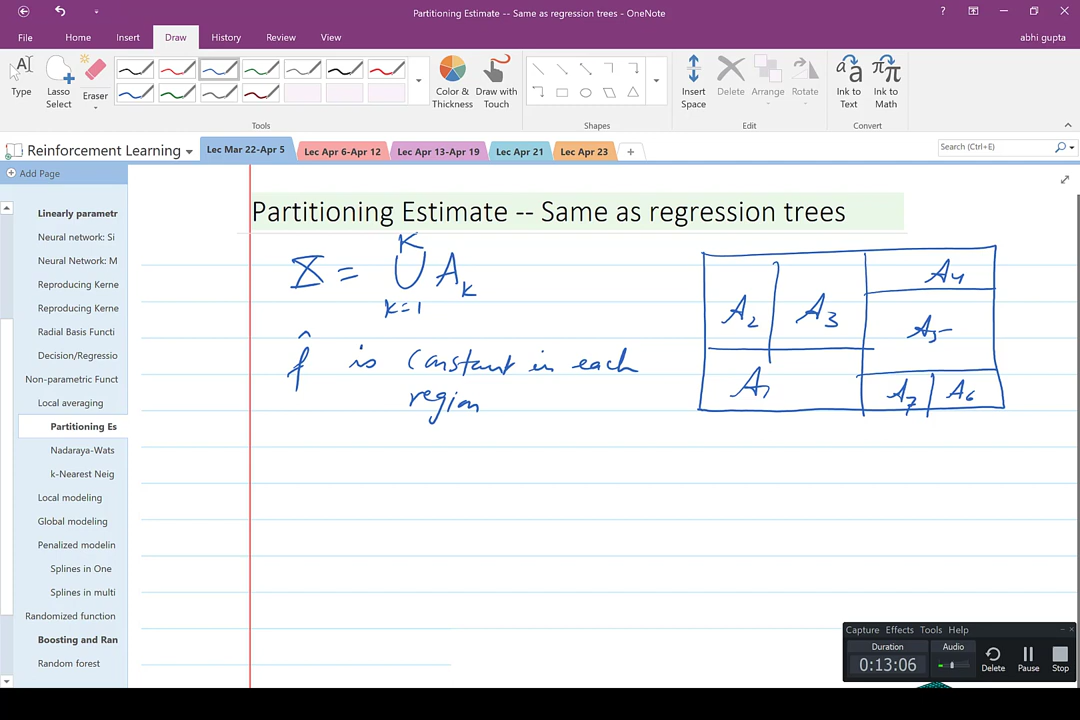 Partitioning Estimate -- Same as regression trees - OneNote
?
File
Home
Insert
Draw
History
Review
View
abhi gupta
Type
Lasso Select
Eraser
Color & Thickness
Draw with Touch
Insert Space
Delete
Arrange
Rotate
Ink to Text
Ink to Math
Tools
Shapes
Edit
Convert
Reinforcement Learning
Lec Mar 22-Apr 5
Lec Apr 6-Apr 12
Lec Apr 13-Apr 19
Lec Apr 21
Lec Apr 23
+
Search (Ctrl+E)
Add Page
Linearly parametr
Neural network: Si
Neural Network: M
Reproducing Kerne
Reproducing Kerne
Radial Basis Functi
Decision/Regressio
Non-parametric Funct
Local averaging
Partitioning Es
Nadaraya-Wats
k-Nearest Neig
Local modeling
Global modeling
Penalized modelin
Splines in One
Splines in multi
Randomized function
Boosting and Ran
Random forest
Partitioning Estimate -- Same as regression trees
X = ⋃_{k=1}^{K} A_k
f̂ is constant in each
region
A4
A2 A3
A5
A1
A7 A6
Capture Effects Tools Help
Duration
0:13:06
Audio
Delete
Pause
Stop